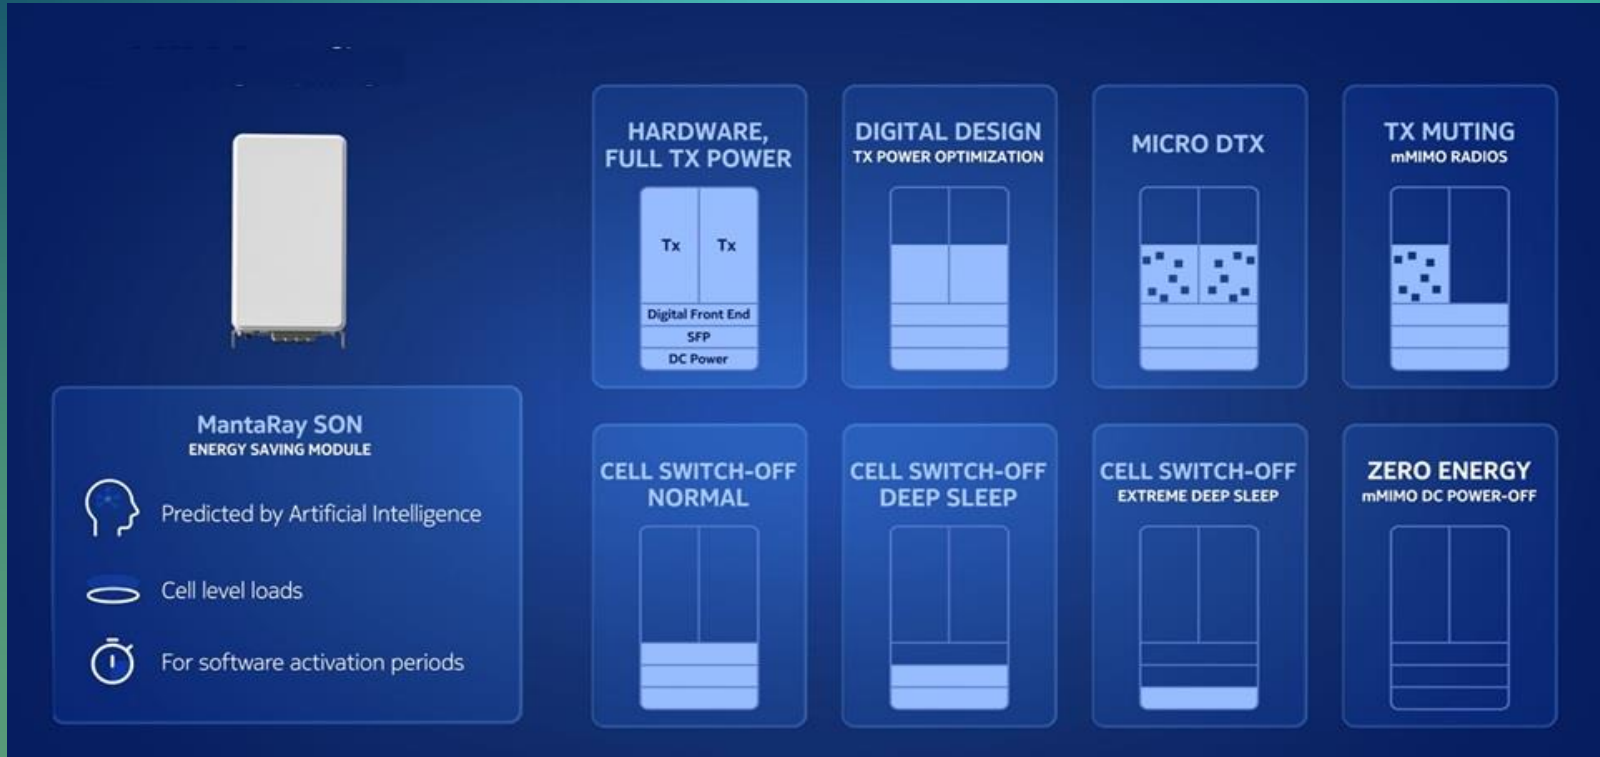 HARDWARE,
FULL TX POWER
Tx Tx
Digital Front End
SFP
DC Power
DIGITAL DESIGN
TX POWER OPTIMIZATION
MICRO DTX
TX MUTING
mMIMO RADIOS
MantaRay SON
ENERGY SAVING MODULE
Predicted by Artificial Intelligence
Cell level loads
For software activation periods
CELL SWITCH-OFF
NORMAL
CELL SWITCH-OFF
DEEP SLEEP
CELL SWITCH-OFF
EXTREME DEEP SLEEP
ZERO ENERGY
mMIMO DC POWER-OFF